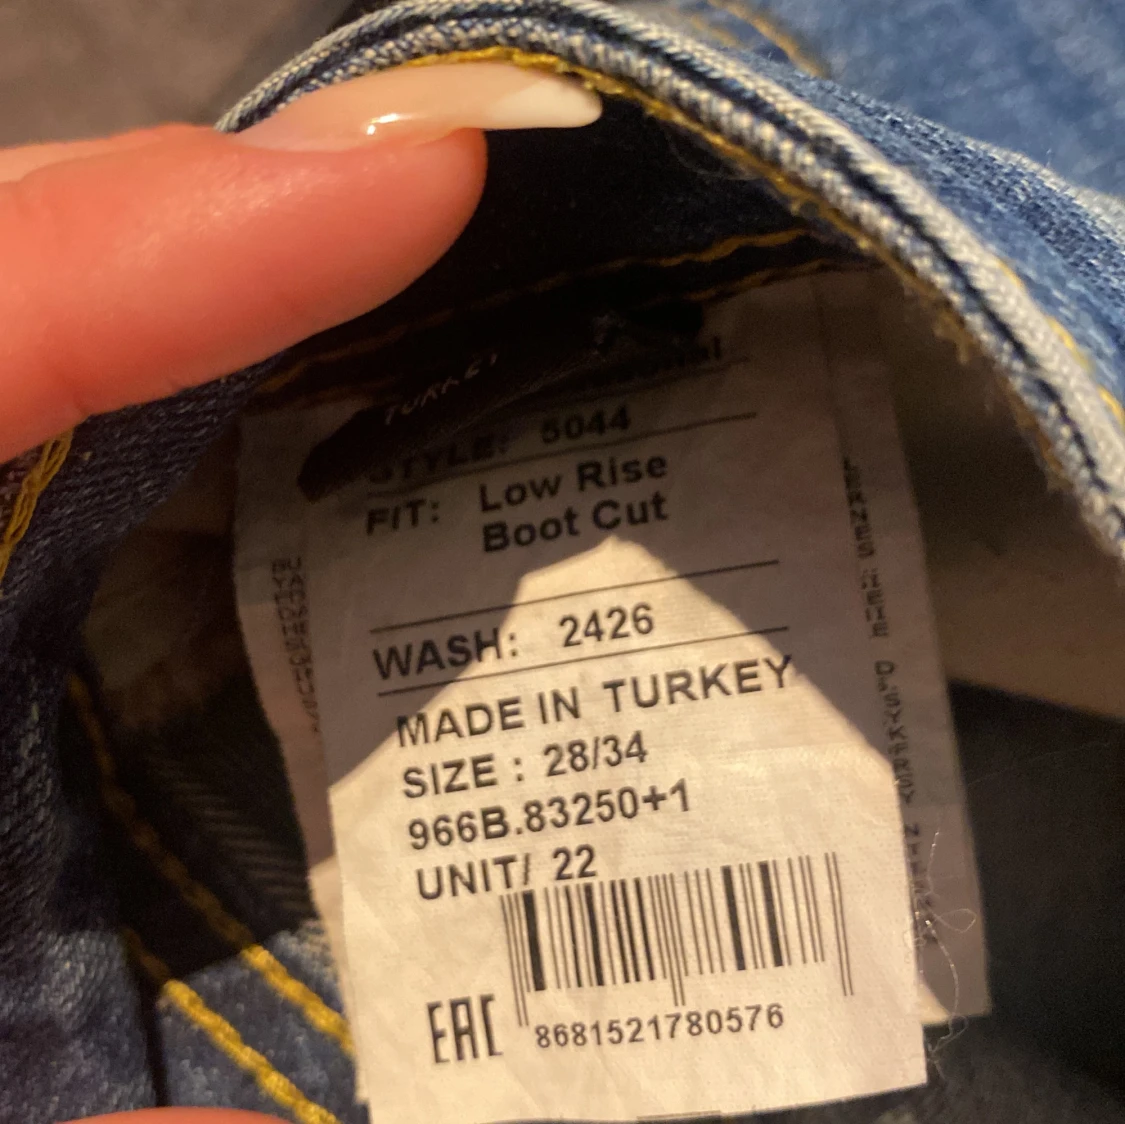 TURKEY
STYLE: 5044
FIT: Low Rise
Boot Cut
WASH: 2426
MADE IN TURKEY
SIZE : 28/34
966B.83250+1
UNIT/ 22
EAC
8681521780576